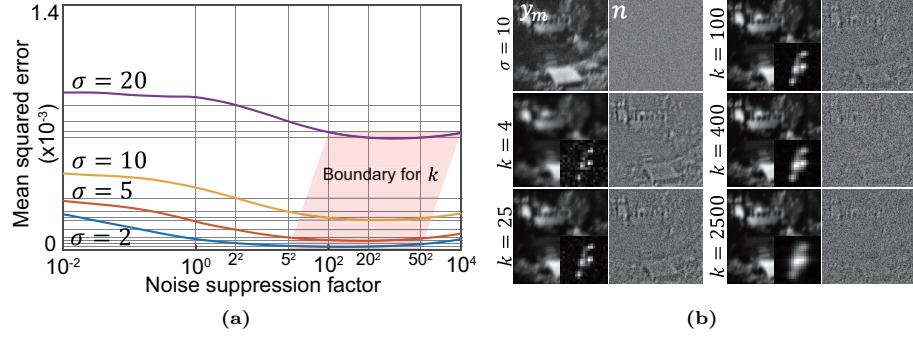 1.4
Mean squared error
(x10⁻³)
σ = 20
σ = 10
σ = 5
σ = 2
Boundary for k
0
10⁻² 10⁰ 2² 5² 10² 20² 50² 10⁴
Noise suppression factor
(a)
σ = 10 yₘ n k = 100
k = 4 k = 400
k = 25 k = 2500
(b)